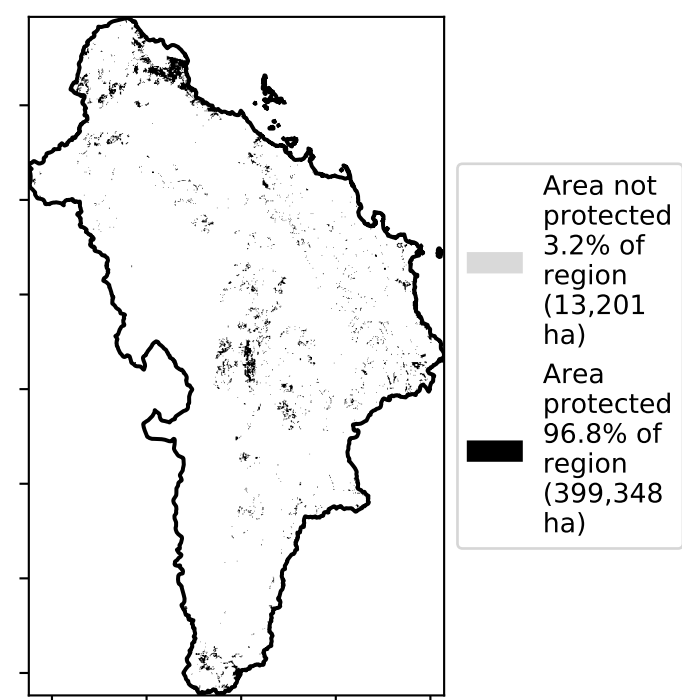 Area not
protected
3.2% of
region
(13,201
ha)
Area
protected
96.8% of
region
(399,348
ha)